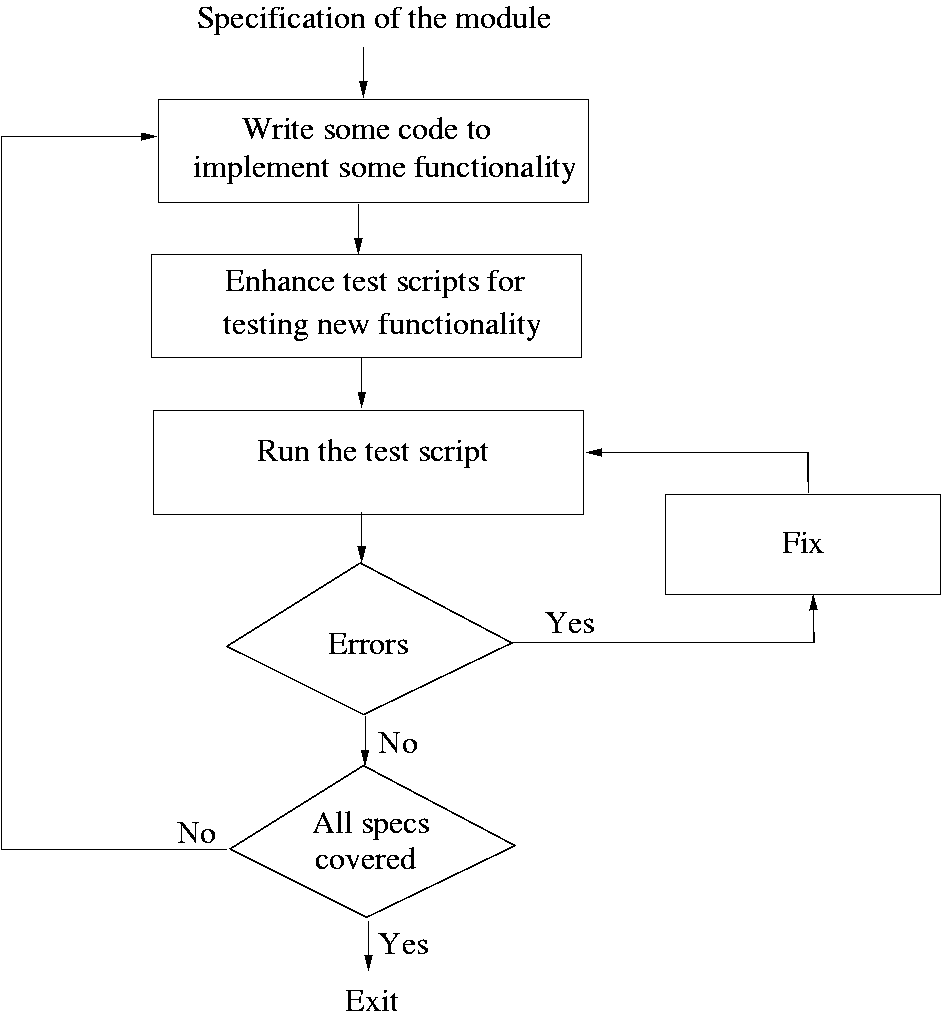 Specification of the module
Write some code to
implement some functionality
Enhance test scripts for
testing new functionality
Run the test script
Fix
Yes
Errors
No
No
All specs
covered
Yes
Exit